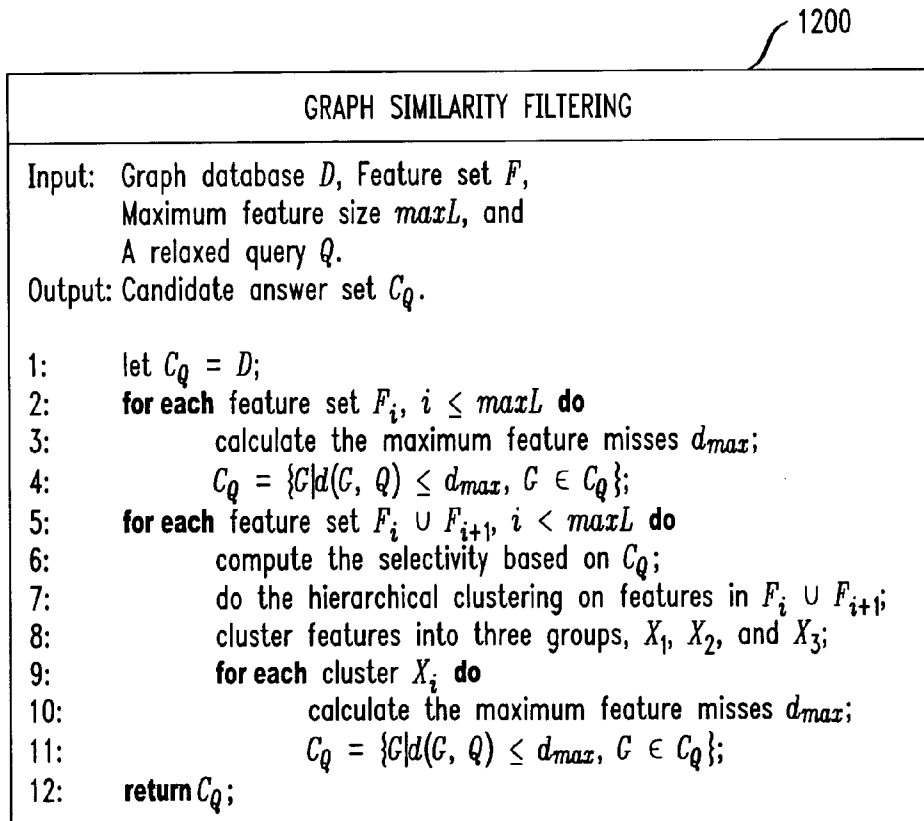 1200
GRAPH SIMILARITY FILTERING
Input: Graph database D, Feature set F,
Maximum feature size maxL, and
A relaxed query Q.
Output: Candidate answer set C_Q.
1: let C_Q = D;
2: for each feature set F_i, i ≤ maxL do
3: calculate the maximum feature misses d_max;
4: C_Q = {G|d(G, Q) ≤ d_max, G ∈ C_Q};
5: for each feature set F_i ∪ F_{i+1}, i < maxL do
6: compute the selectivity based on C_Q;
7: do the hierarchical clustering on features in F_i ∪ F_{i+1};
8: cluster features into three groups, X_1, X_2, and X_3;
9: for each cluster X_i do
10: calculate the maximum feature misses d_max;
11: C_Q = {G|d(G, Q) ≤ d_max, G ∈ C_Q};
12: return C_Q;